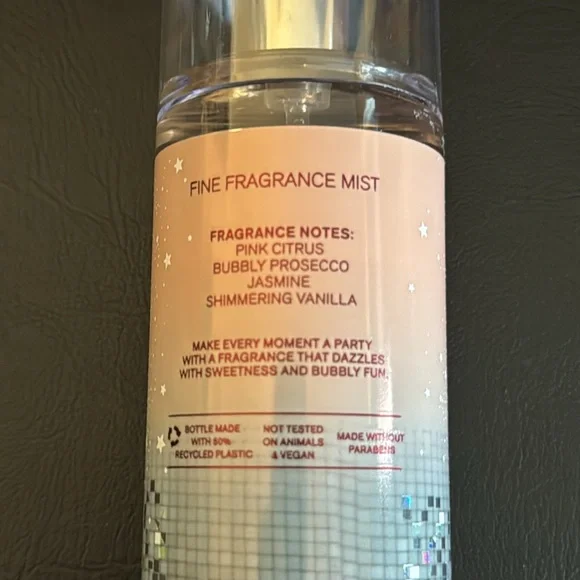 FINE FRAGRANCE MIST
FRAGRANCE NOTES:
PINK CITRUS
BUBBLY PROSECCO
JASMINE
SHIMMERING VANILLA
MAKE EVERY MOMENT A PARTY
WITH A FRAGRANCE THAT DAZZLES
WITH SWEETNESS AND BUBBLY FUN.
BOTTLE MADE
WITH 50%
RECYCLED PLASTIC
NOT TESTED
ON ANIMALS
& VEGAN
MADE WITHOUT
PARABENS